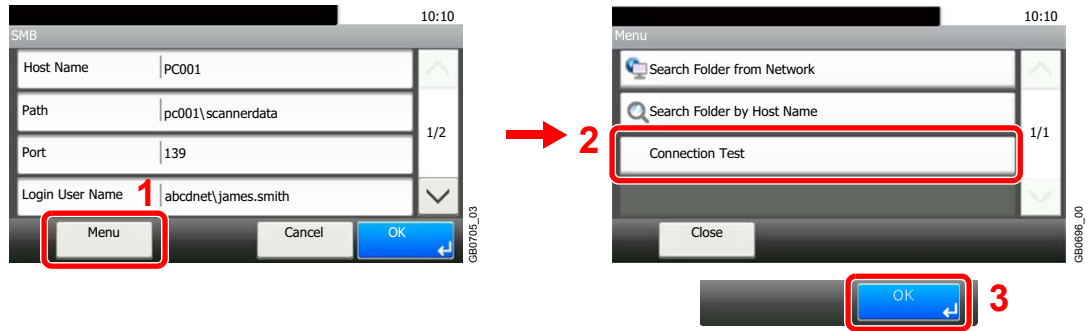 10:10
SMB
Host Name PC001
Path pc001\scannerdata
Port 139
1/2
Login User Name abcdnet\james.smith
1
Menu Cancel OK
GB0705_03
2
10:10
Menu
Search Folder from Network
Search Folder by Host Name
1/1
Connection Test
Close
GB0696_00
OK
3